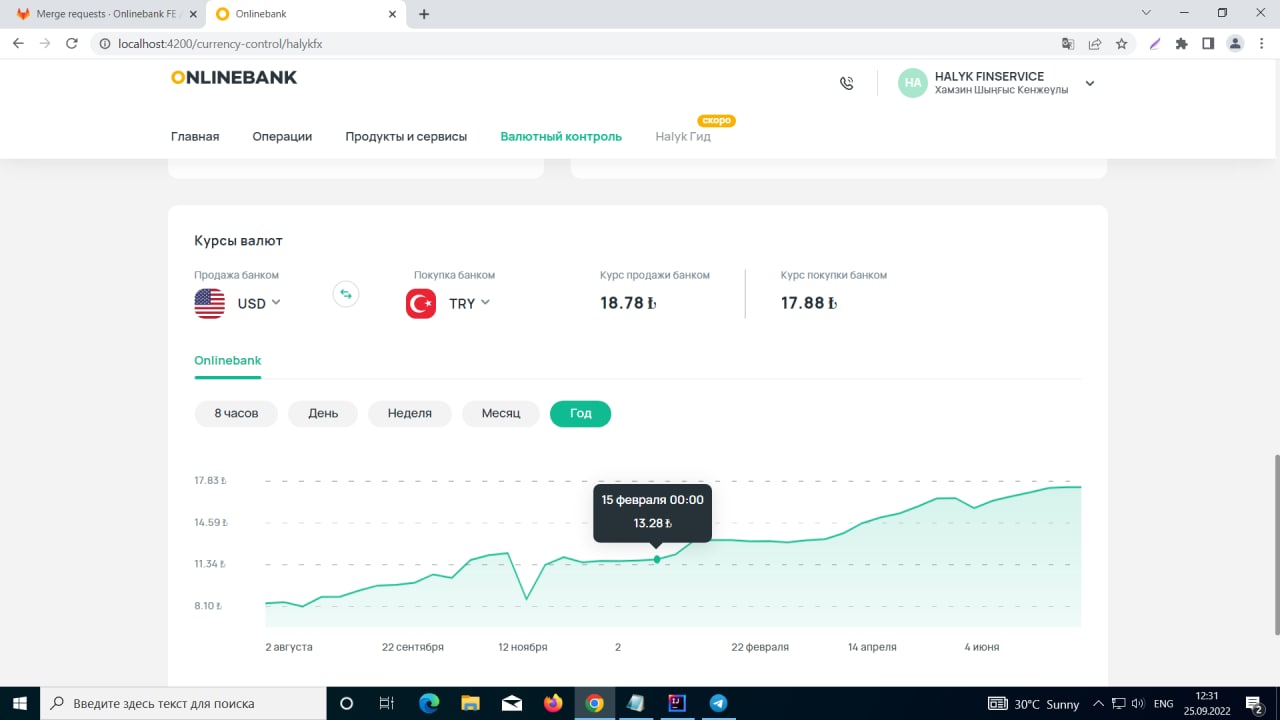 Merge requests · Onlinebank FE
Onlinebank
localhost:4200/currency-control/halykfx
ONLINEBANK
HA
HALYK FINSERVICE
Хамзин Шыңғыс Кенжеулы
скоро
Главная Операции Продукты и сервисы Валютный контроль Halyk Гид
Курсы валют
Продажа банком Покупка банком Курс продажи банком Курс покупки банком
USD TRY 18.78 ₺ 17.88 ₺
Onlinebank
8 часов День Неделя Месяц Год
17.83 ₺
15 февраля 00:00
13.28 ₺
14.59 ₺
11.34 ₺
8.10 ₺
2 августа 22 сентября 12 ноября 2 22 февраля 14 апреля 4 июня
Введите здесь текст для поиска
30°C Sunny
ENG
12:31
25.09.2022
2